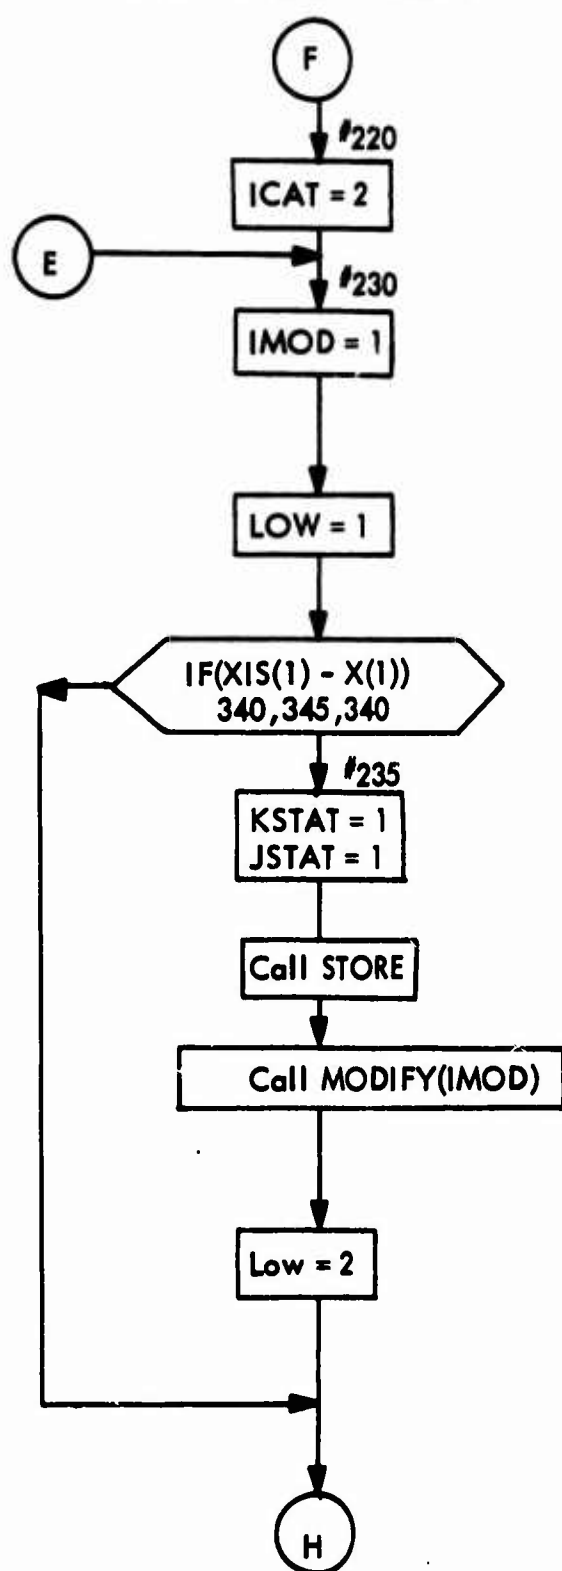 F
#220
ICAT = 2
E
#230
IMOD = 1
LOW = 1
IF(XIS(1) - X(1))
340,345,340
#235
KSTAT = 1
JSTAT = 1
Call STORE
Call MODIFY(IMOD)
Low = 2
H